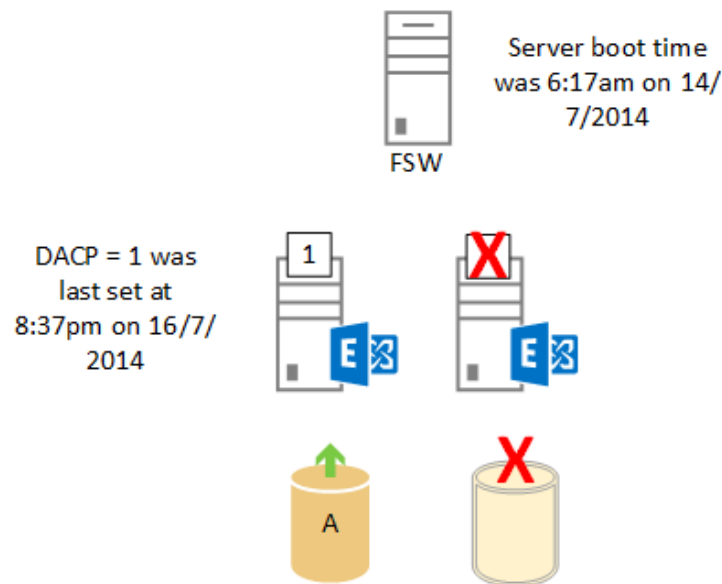 Server boot time
was 6:17am on 14/
7/2014
FSW
DACP = 1 was
last set at
8:37pm on 16/7/
2014
1
X
E
E
A
X